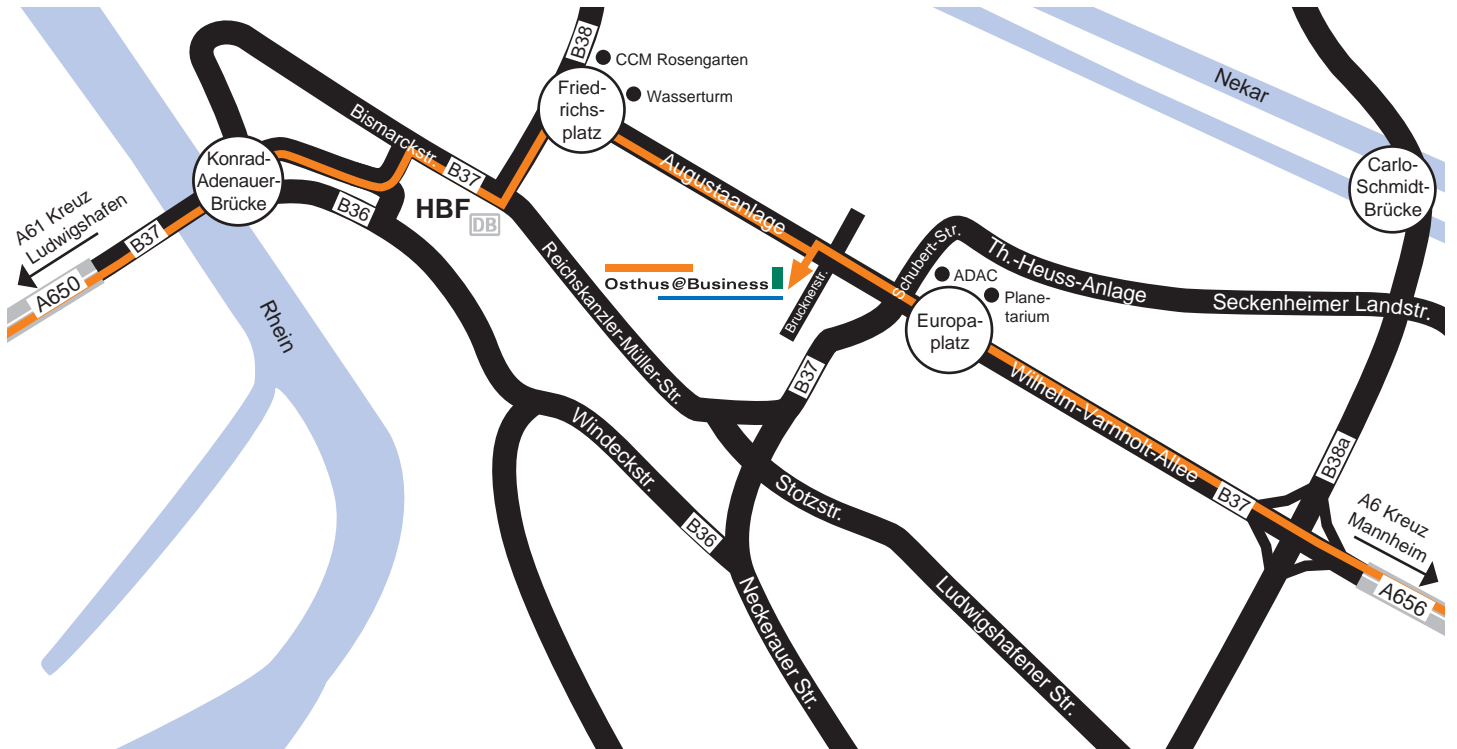 B38
CCM Rosengarten
Wasserturm
Fried-
richs-
platz
Nekar
Bismarckstr.
B37
Konrad-
Adenauer-
Brücke
Carlo-
Schmidt-
Brücke
A61 Kreuz
Ludwigshafen
B37
A650
B36
HBF
DB
Augustaanlage
Schubert-Str.
Th.-Heuss-Anlage
Seckenheimer Landstr.
ADAC
Plane-
tarium
Osthus@Business
Brucknerstr.
Europa-
platz
Rhein
Reichskanzler-Müller-Str.
B37
Wilhelm-Varnholt-Allee
B37
B38a
Windeckstr.
B36
Stotzstr.
A6 Kreuz
Mannheim
A656
Neckerauer Str.
Ludwigshafener Str.